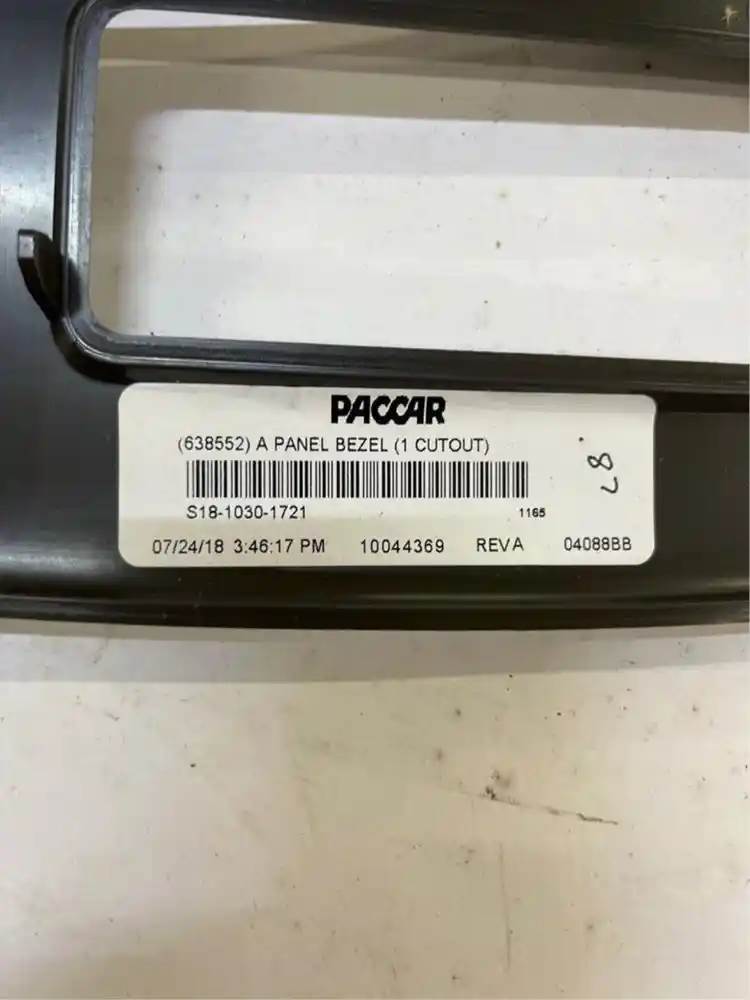 PACCAR
(638552) A PANEL BEZEL (1 CUTOUT)
S18-1030-1721 1165
07/24/18 3:46:17 PM 10044369 REV A 04088BB